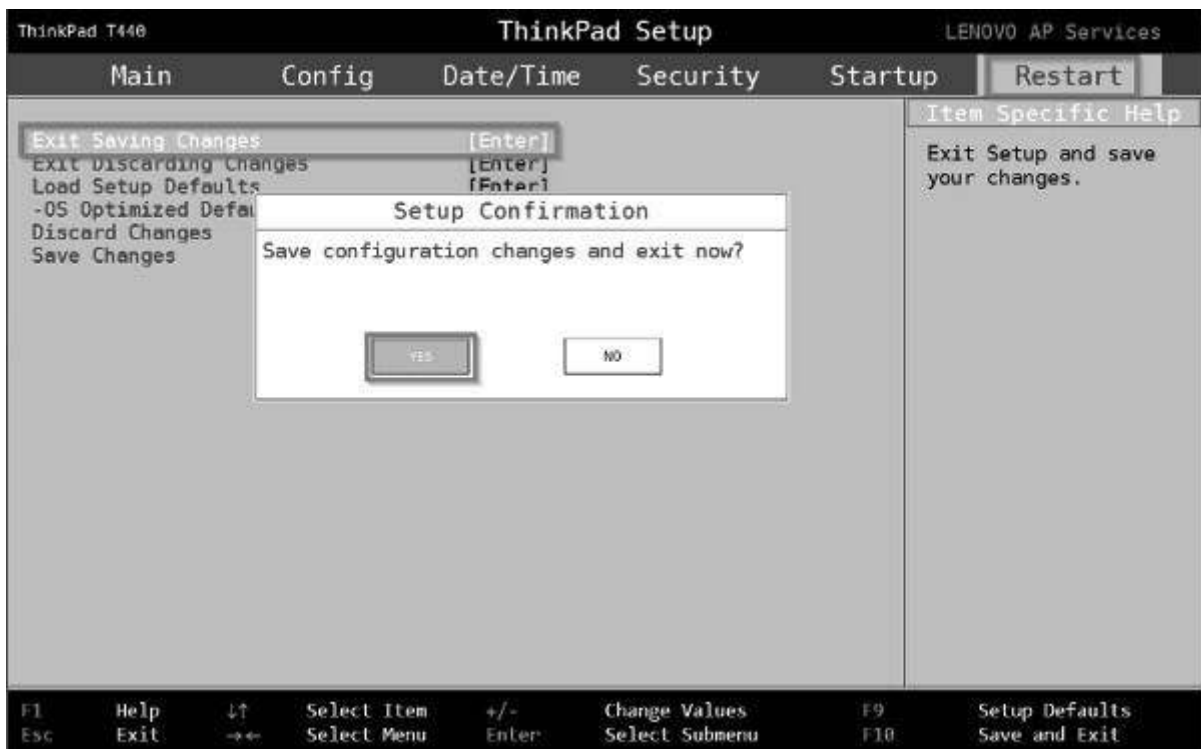 ThinkPad T440 ThinkPad Setup LENOVO AP Services
Main Config Date/Time Security Startup Restart
Item Specific Help
Exit Saving Changes [Enter]
Exit Discarding Changes [Enter]
Load Setup Defaults [Enter]
-OS Optimized Defau
Discard Changes
Save Changes
Exit Setup and save
your changes.
Setup Confirmation
Save configuration changes and exit now?
YES NO
F1 Help ↓↑ Select Item +/- Change Values F9 Setup Defaults
Esc Exit →← Select Menu Enter Select Submenu F10 Save and Exit